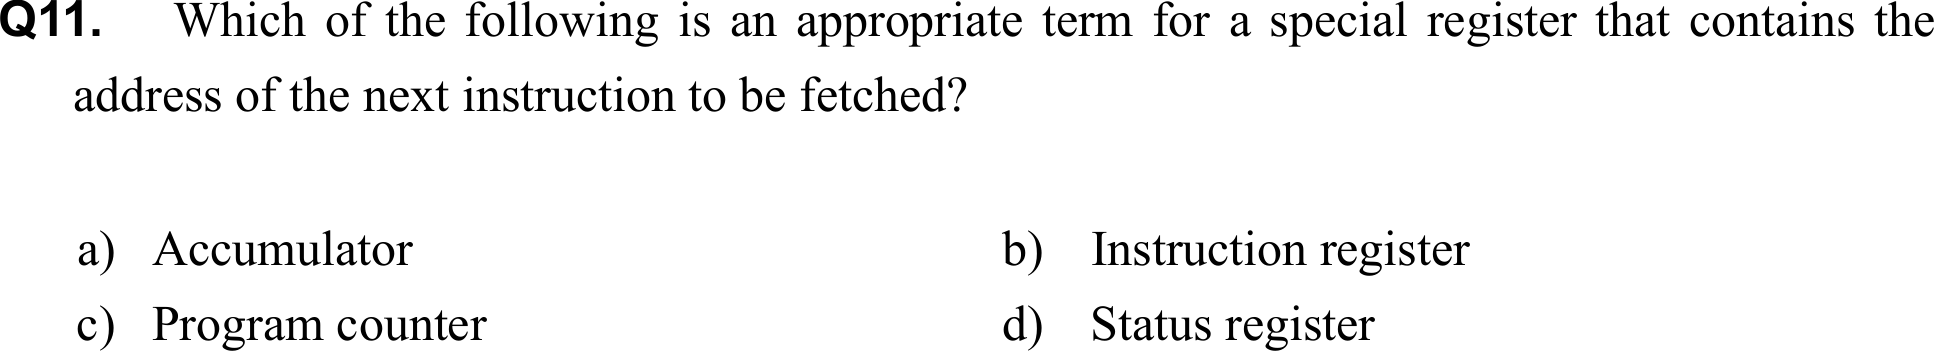 Q11. Which of the following is an appropriate term for a special register that contains the
address of the next instruction to be fetched?
a) Accumulator b) Instruction register
c) Program counter d) Status register